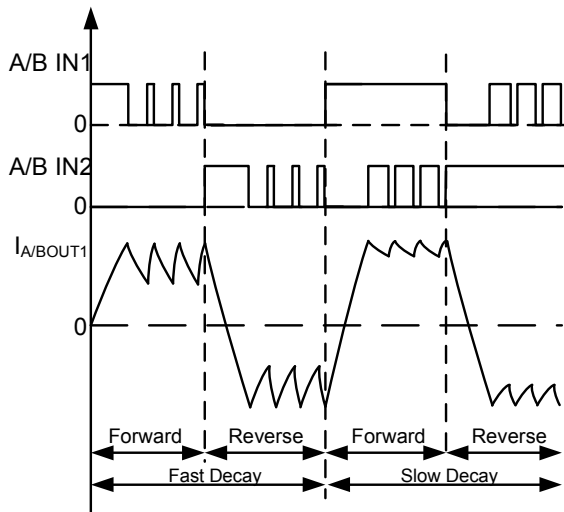 A/B IN1
0
A/B IN2
0
IA/BOUT1
0
Forward Reverse Forward Reverse
Fast Decay Slow Decay